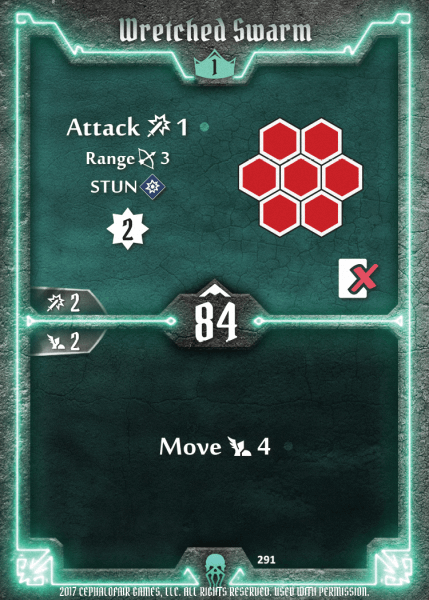 Wretched Swarm
1
Attack 1
Range 3
STUN
2
2
84
2
Move 4
291
2017 CEPHALOFAIR GAMES, LLC. ALL RIGHTS RESERVED. USED WITH PERMISSION.